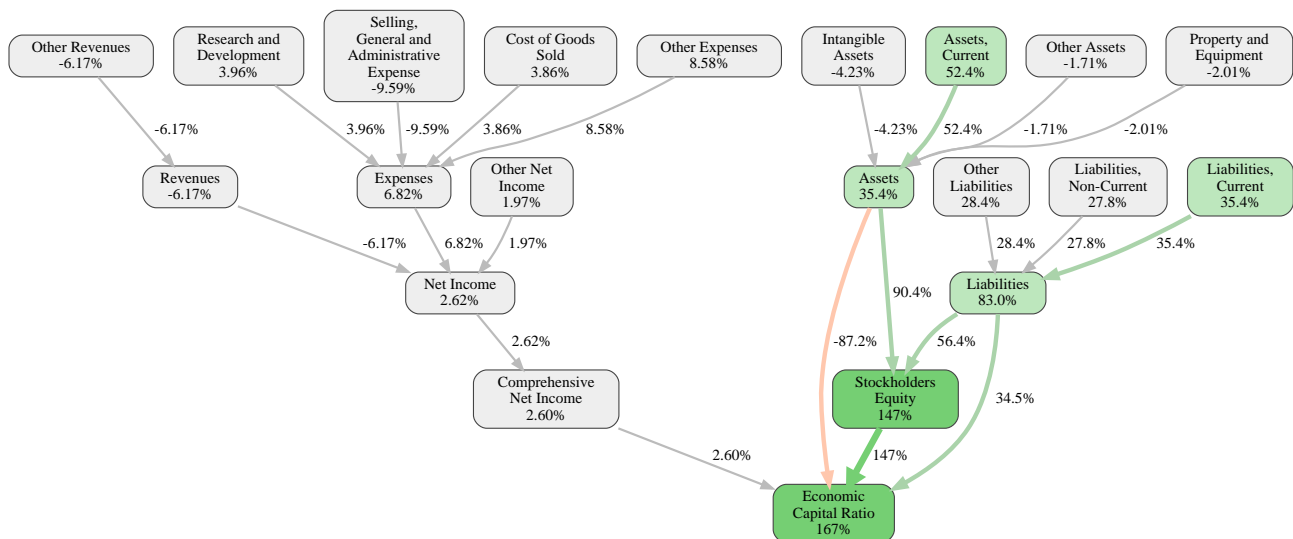 Other Revenues
-6.17%
Research and
Development
3.96%
Selling,
General and
Administrative
Expense
-9.59%
Cost of Goods
Sold
3.86%
Other Expenses
8.58%
Intangible
Assets
-4.23%
Assets,
Current
52.4%
Other Assets
-1.71%
Property and
Equipment
-2.01%
-6.17%
3.96%
-9.59%
3.86%
8.58%
-4.23%
52.4%
-1.71%
-2.01%
Revenues
-6.17%
Expenses
6.82%
Other Net
Income
1.97%
Assets
35.4%
Other
Liabilities
28.4%
Liabilities,
Non-Current
27.8%
Liabilities,
Current
35.4%
-6.17%
6.82%
1.97%
28.4%
27.8%
35.4%
Net Income
2.62%
Liabilities
83.0%
90.4%
2.62%
-87.2%
56.4%
Comprehensive
Net Income
2.60%
Stockholders
Equity
147%
34.5%
2.60%
147%
Economic
Capital Ratio
167%